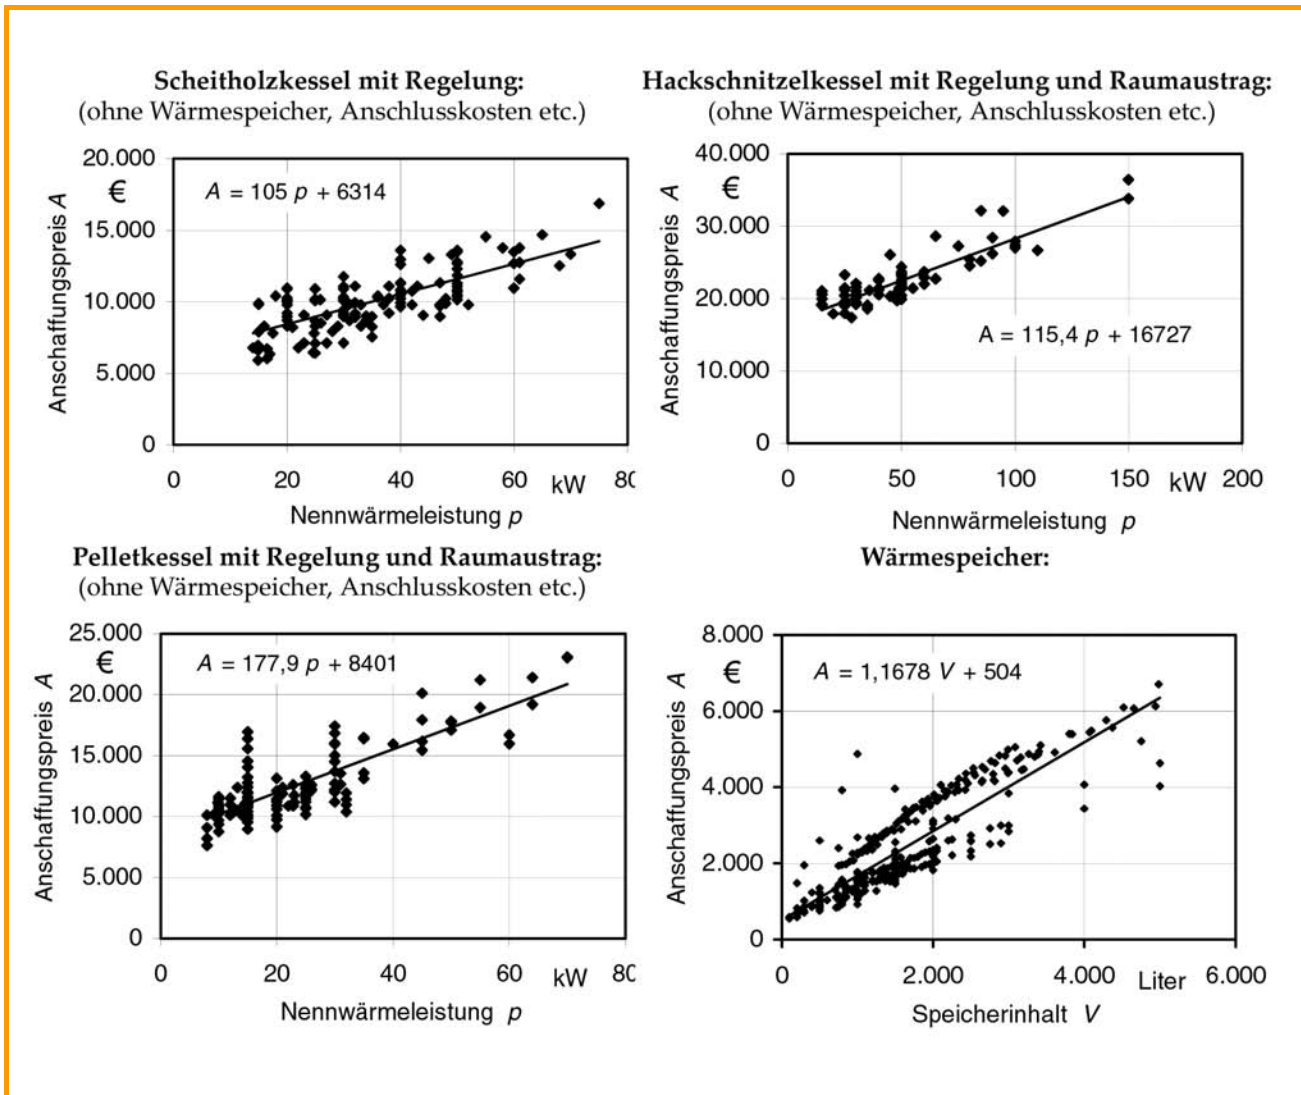 Scheitholzkessel mit Regelung:
(ohne Wärmespeicher, Anschlusskosten etc.)
Anschaffungspreis A
20.000
€
15.000
10.000
5.000
0
A = 105 p + 6314
0 20 40 60 kW 80
Nennwärmeleistung p
Hackschnitzelkessel mit Regelung und Raumaustrag:
(ohne Wärmespeicher, Anschlusskosten etc.)
Anschaffungspreis A
40.000
€
30.000
20.000
10.000
0
A = 115,4 p + 16727
0 50 100 150 kW 200
Nennwärmeleistung p
Pelletkessel mit Regelung und Raumaustrag:
(ohne Wärmespeicher, Anschlusskosten etc.)
Anschaffungspreis A
25.000
€
20.000
15.000
10.000
5.000
0
A = 177,9 p + 8401
0 20 40 60 kW 80
Nennwärmeleistung p
Wärmespeicher:
Anschaffungspreis A
8.000
€
6.000
4.000
2.000
0
A = 1,1678 V + 504
0 2.000 4.000 Liter 6.000
Speicherinhalt V